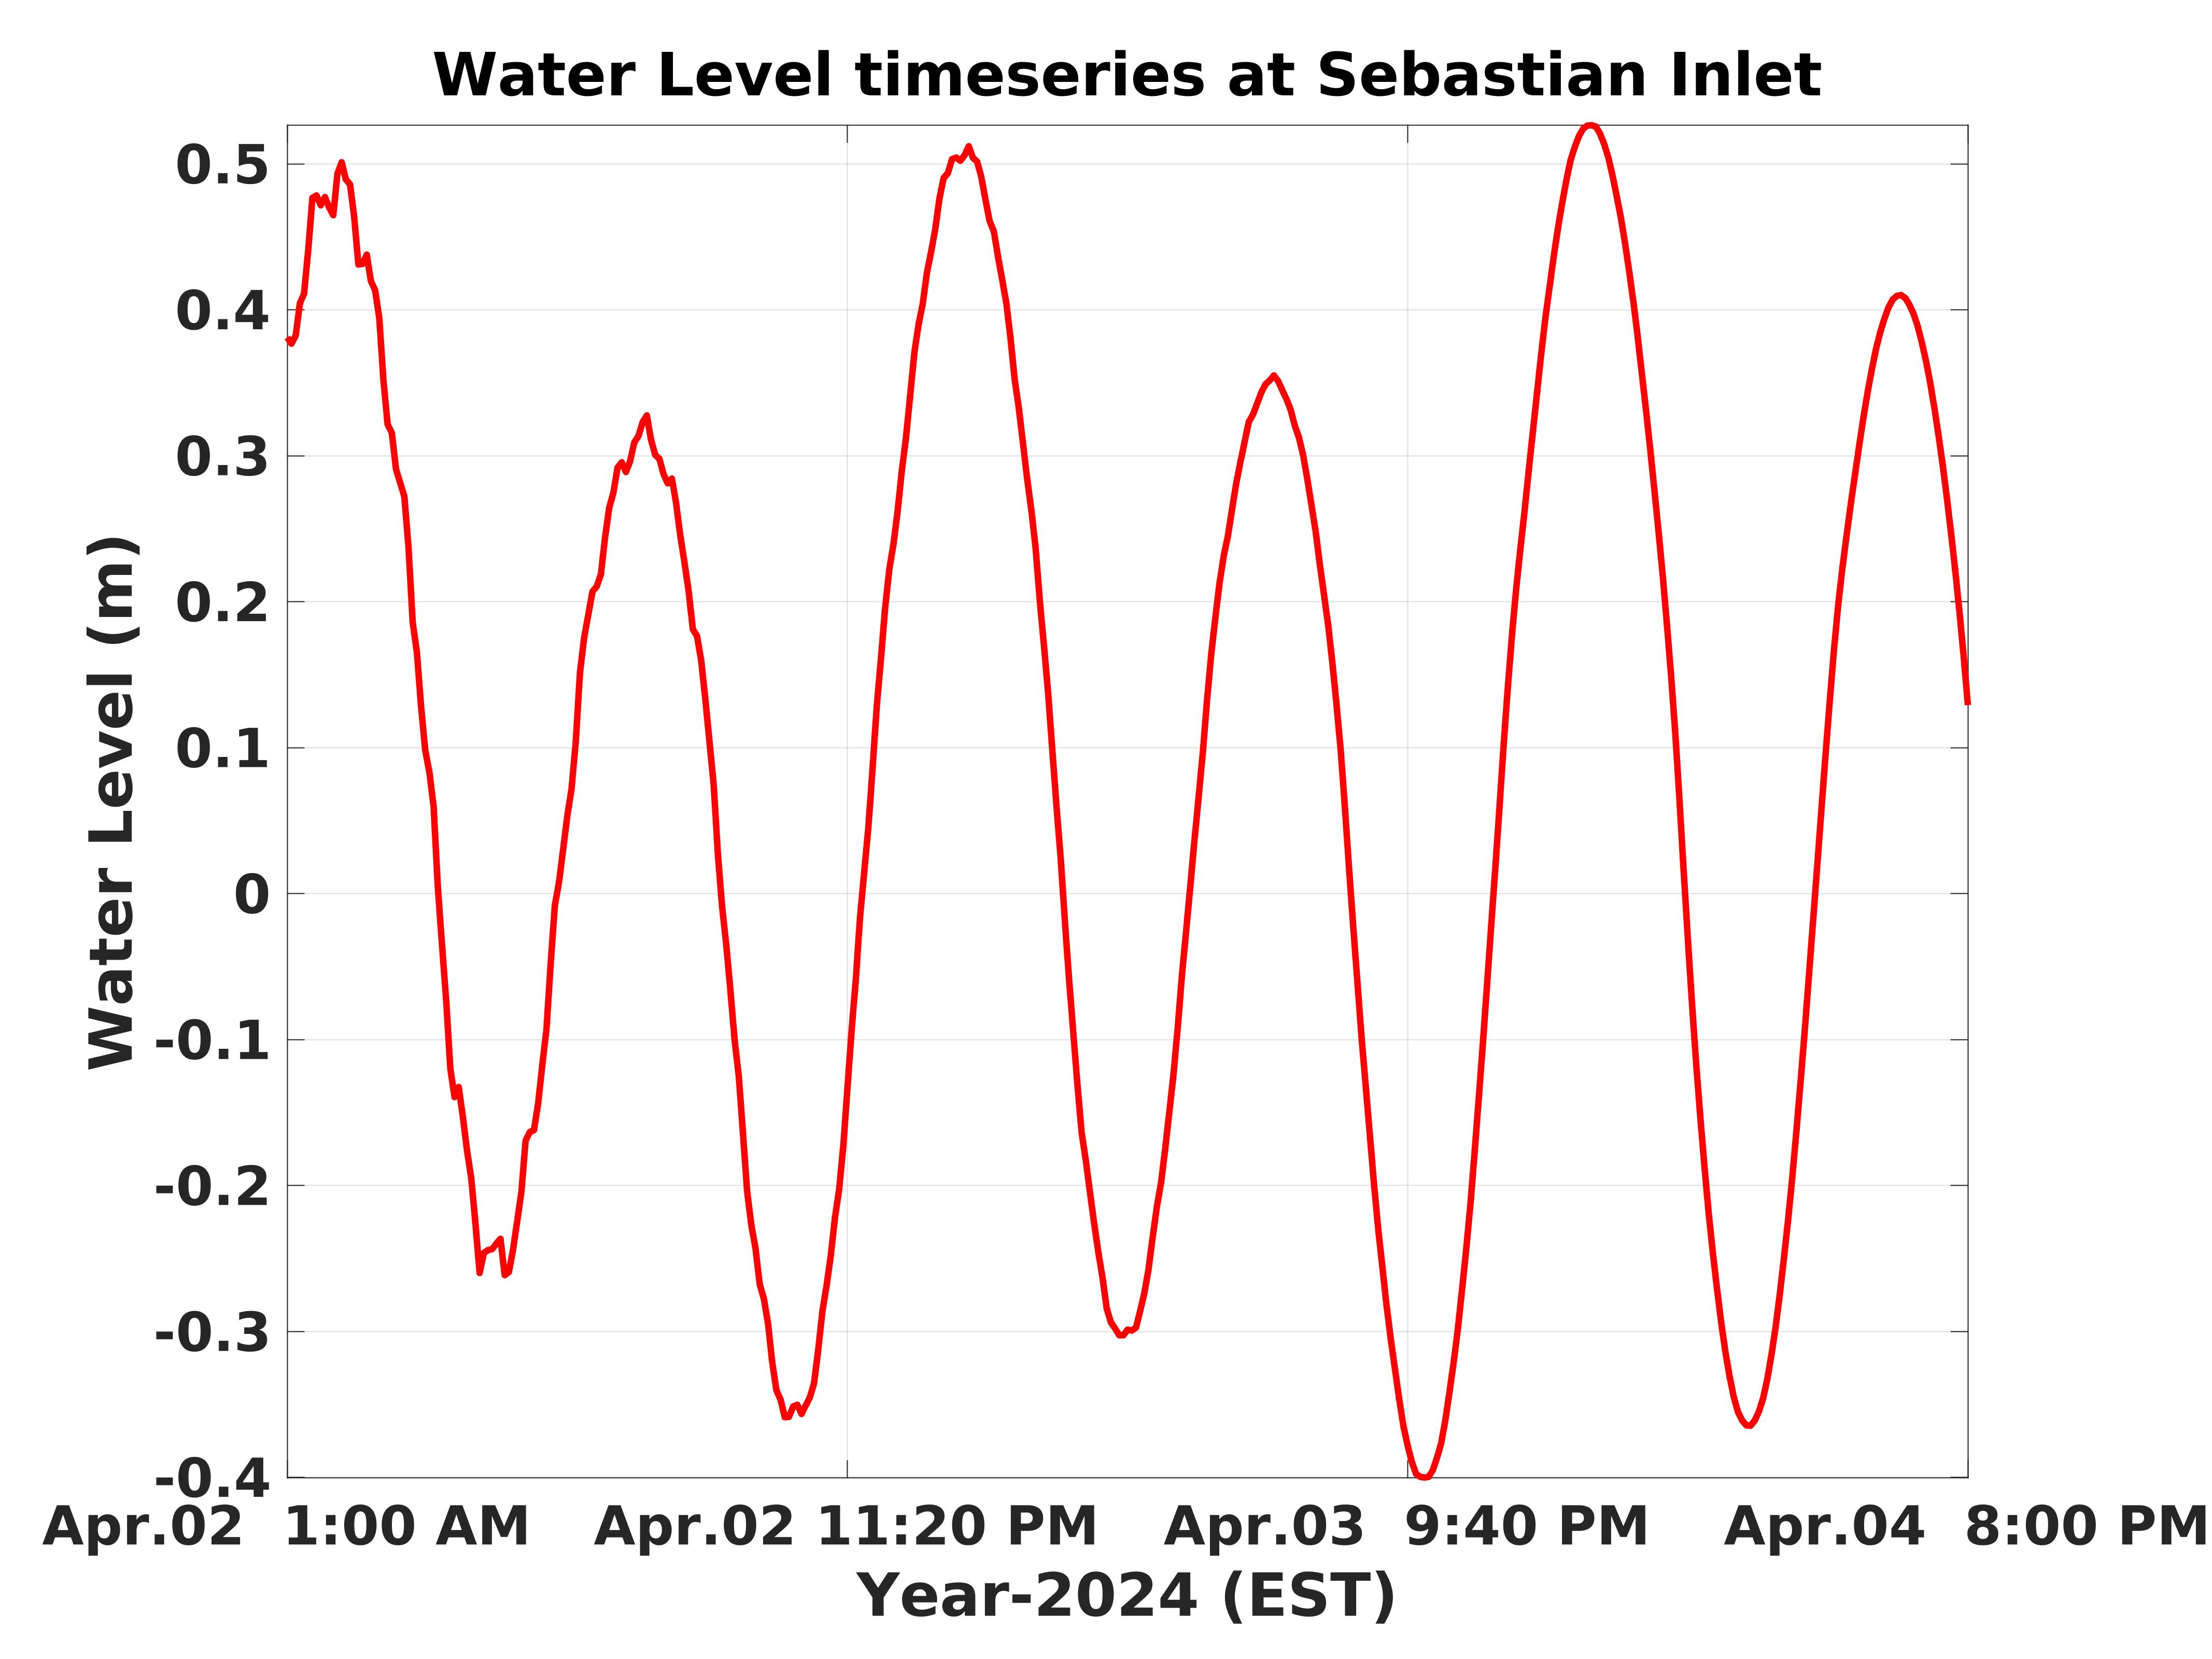 Water Level timeseries at Sebastian Inlet
Water Level (m)
0.5
0.4
0.3
0.2
0.1
0
-0.1
-0.2
-0.3
-0.4
Apr.02 1:00 AM
Apr.02 11:20 PM
Apr.03 9:40 PM
Apr.04 8:00 PM
Year-2024 (EST)